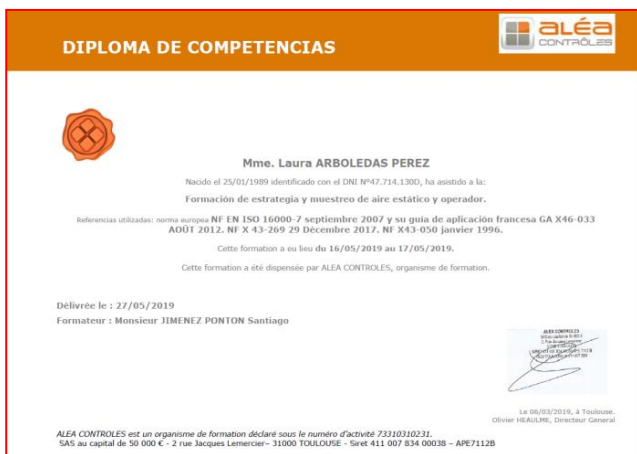 DIPLOMA DE COMPETENCIAS
aléa
CONTRÔLES
Mme. Laura ARBOLEDAS PEREZ
Nacido el 25/01/1989 identificado con el DNI N°47.714.130D, ha asistido a la:
Formación de estrategia y muestreo de aire estático y operador.
Referencias utilizadas: norma europea NF EN ISO 16000-7 septiembre 2007 y su guia de aplicación francesa GA X46-033
AOÛT 2012. NF X 43-269 29 Décembre 2017. NF X43-050 janvier 1996.
Cette formation a eu lieu du 16/05/2019 au 17/05/2019.
Cette formation a été dispensée par ALEA CONTROLES, organisme de formation.
Délivrée le : 27/05/2019
Formateur : Monsieur JIMENEZ PONTON Santiago
ALEA CONTROLES
Le 06/03/2019, à Toulouse.
Olivier HEAULME, Directeur General
ALEA CONTROLES est un organisme de formation déclaré sous le numéro d'activité 73310310231.
SAS au capital de 50 000 € - 2 rue Jacques Lemercier– 31000 TOULOUSE - Siret 411 007 834 00038 – APE7112B